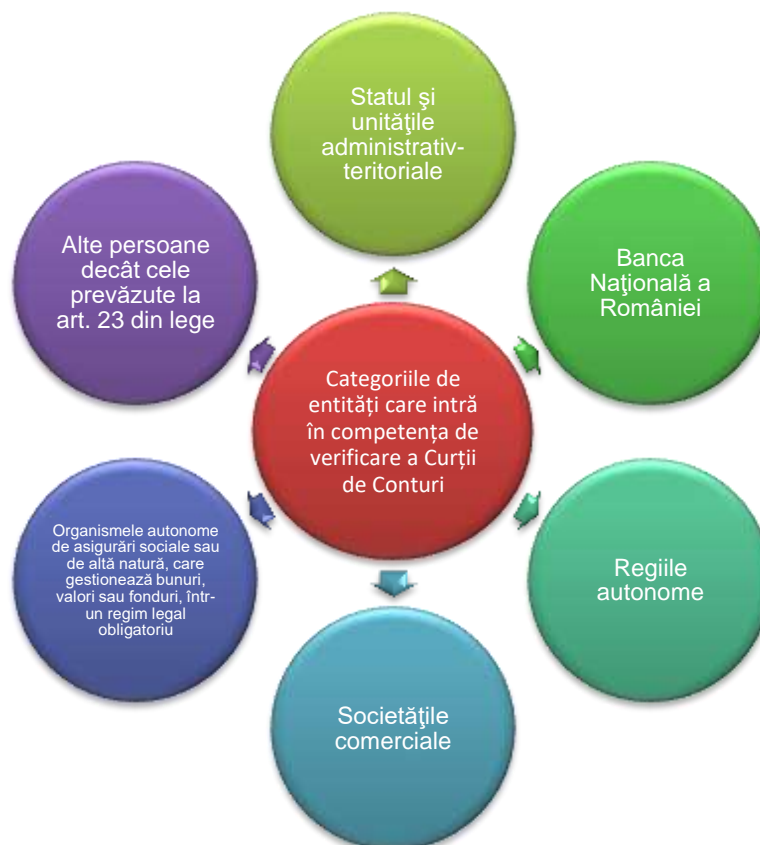 Statul şi
unităţile
administrativ-
teritoriale
Alte persoane
decât cele
prevăzute la
art. 23 din lege
Banca
Naţională a
României
Categoriile de
entități care intră
în competența de
verificare a Curții
de Conturi
Organismele autonome
de asigurări sociale sau
de altă natură, care
gestionează bunuri,
valori sau fonduri, într-
un regim legal
obligatoriu
Regiile
autonome
Societăţile
comerciale